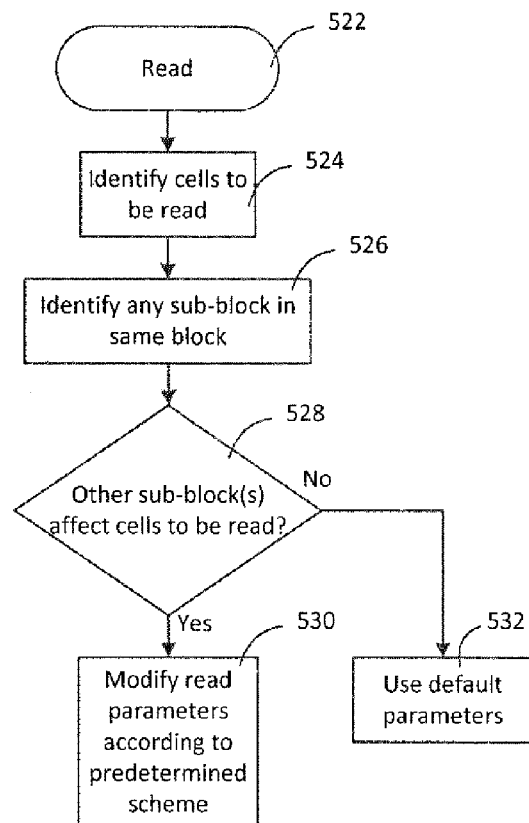 522
Read
524
Identify cells to
be read
526
Identify any sub-block in
same block
528
Other sub-block(s)
affect cells to be read?
No
Yes
530
Modify read
parameters
according to
predetermined
scheme
532
Use default
parameters